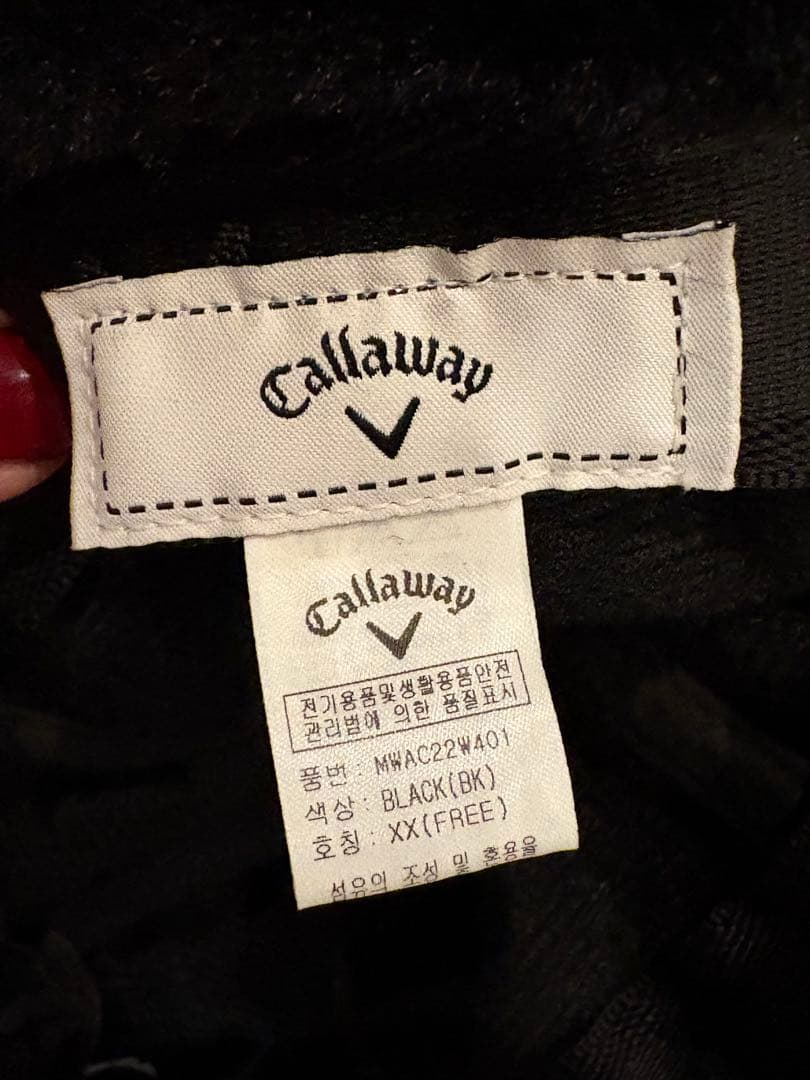 Callaway
Callaway
전기용품및생활용품안전
관리법에 의한 품질표시
품번 : MWAC22W401
색상 : BLACK(BK)
호칭 : XX(FREE)
섬유의 조성 및 혼용율